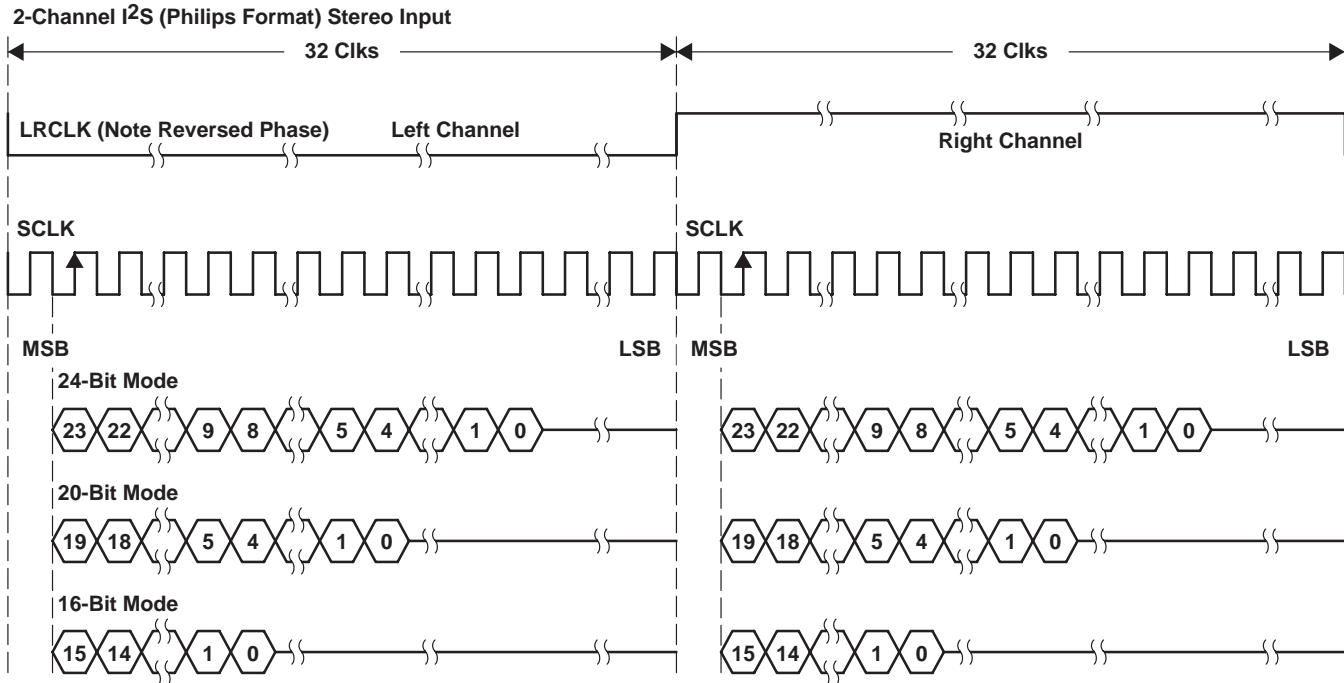 2-Channel I2S (Philips Format) Stereo Input
32 Clks 32 Clks
LRCLK (Note Reversed Phase) Left Channel
Right Channel
SCLK SCLK
MSB LSB MSB LSB
24-Bit Mode
23 22 9 8 5 4 1 0 23 22 9 8 5 4 1 0
20-Bit Mode
19 18 5 4 1 0 19 18 5 4 1 0
16-Bit Mode
15 14 1 0 15 14 1 0